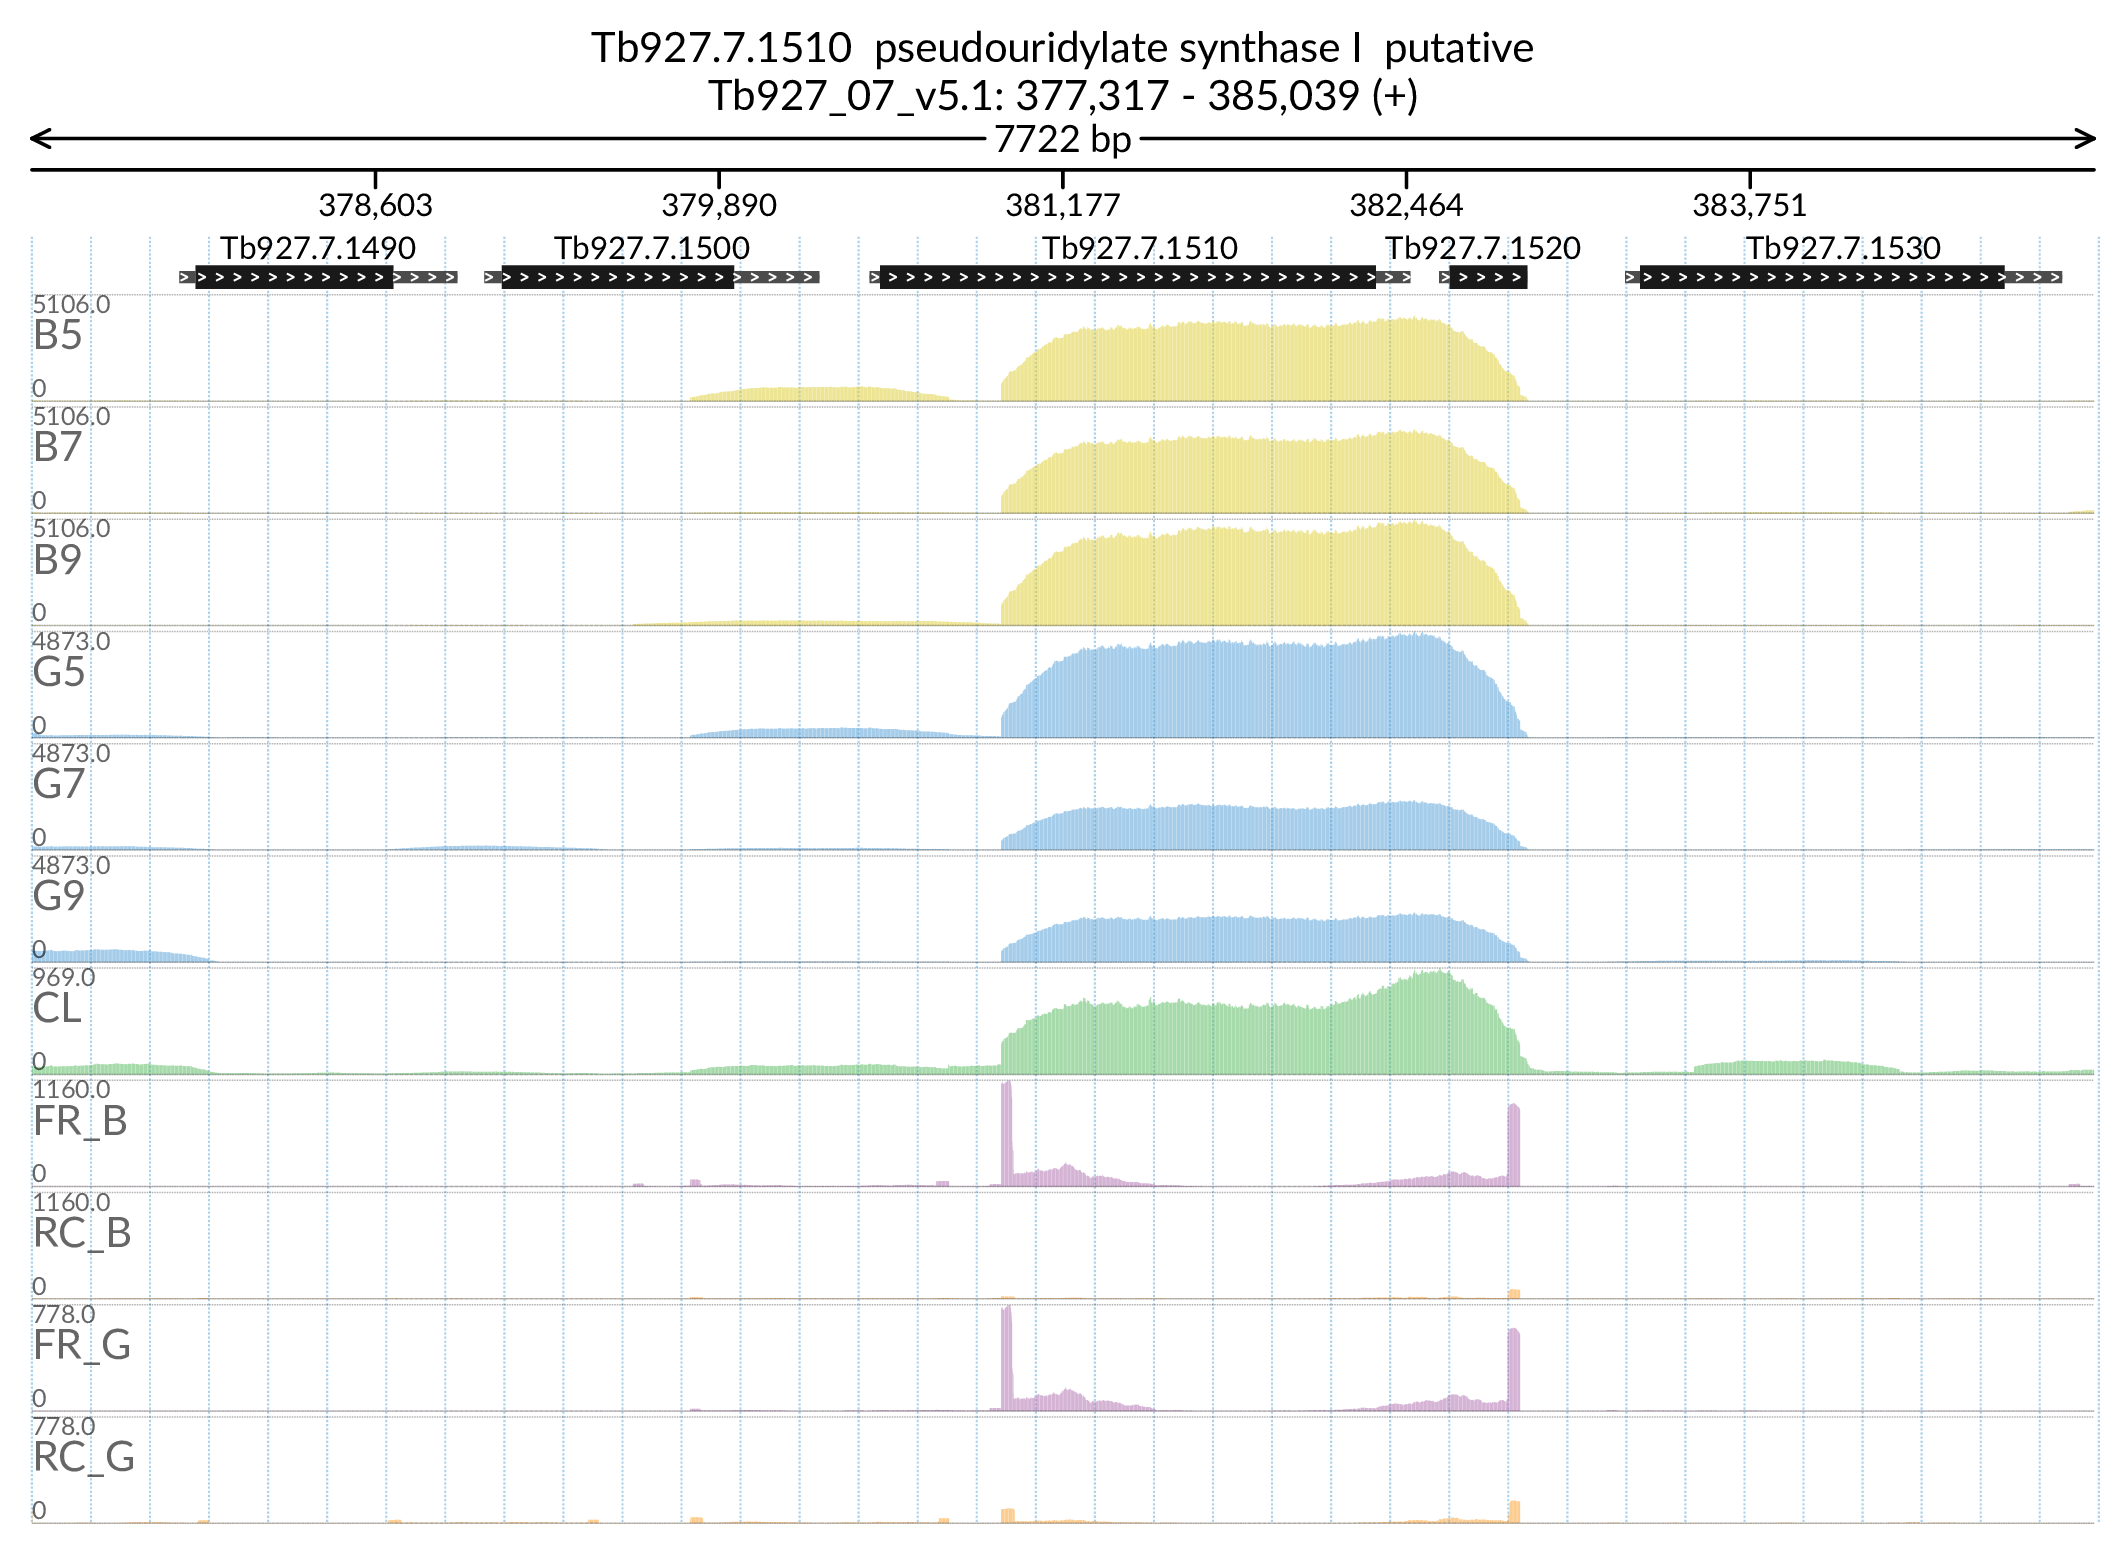 Tb927.7.1510 pseudouridylate synthase I putative
Tb927_07_v5.1: 377,317 - 385,039 (+)
7722 bp
378,603 379,890 381,177 382,464 383,751
Tb927.7.1490 Tb927.7.1500 Tb927.7.1510 Tb927.7.1520 Tb927.7.1530
5106.0
B5
0
5106.0
B7
0
5106.0
B9
0
4873.0
G5
0
4873.0
G7
0
4873.0
G9
0
969.0
CL
0
1160.0
FR_B
0
1160.0
RC_B
0
778.0
FR_G
0
778.0
RC_G
0